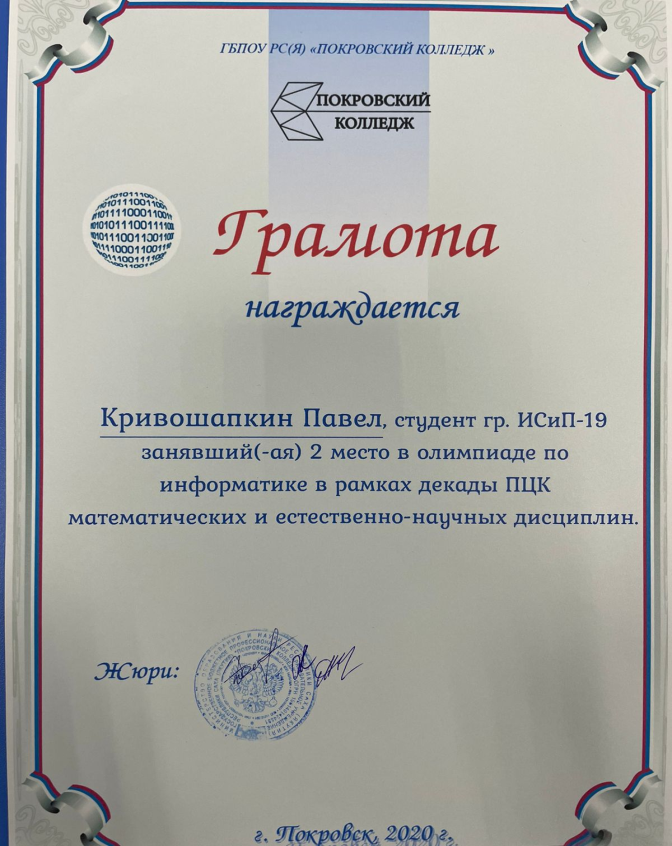 ГБПОУ РС(Я) «ПОКРОВСКИЙ КОЛЛЕДЖ »
ПОКРОВСКИЙ
КОЛЛЕДЖ
Грамота
награждается
Кривошапкин Павел, студент гр. ИСиП-19
занявший(-ая) 2 место в олимпиаде по
информатике в рамках декады ПЦК
математических и естественно-научных дисциплин.
Жюри:
г. Покровск, 2020 г.